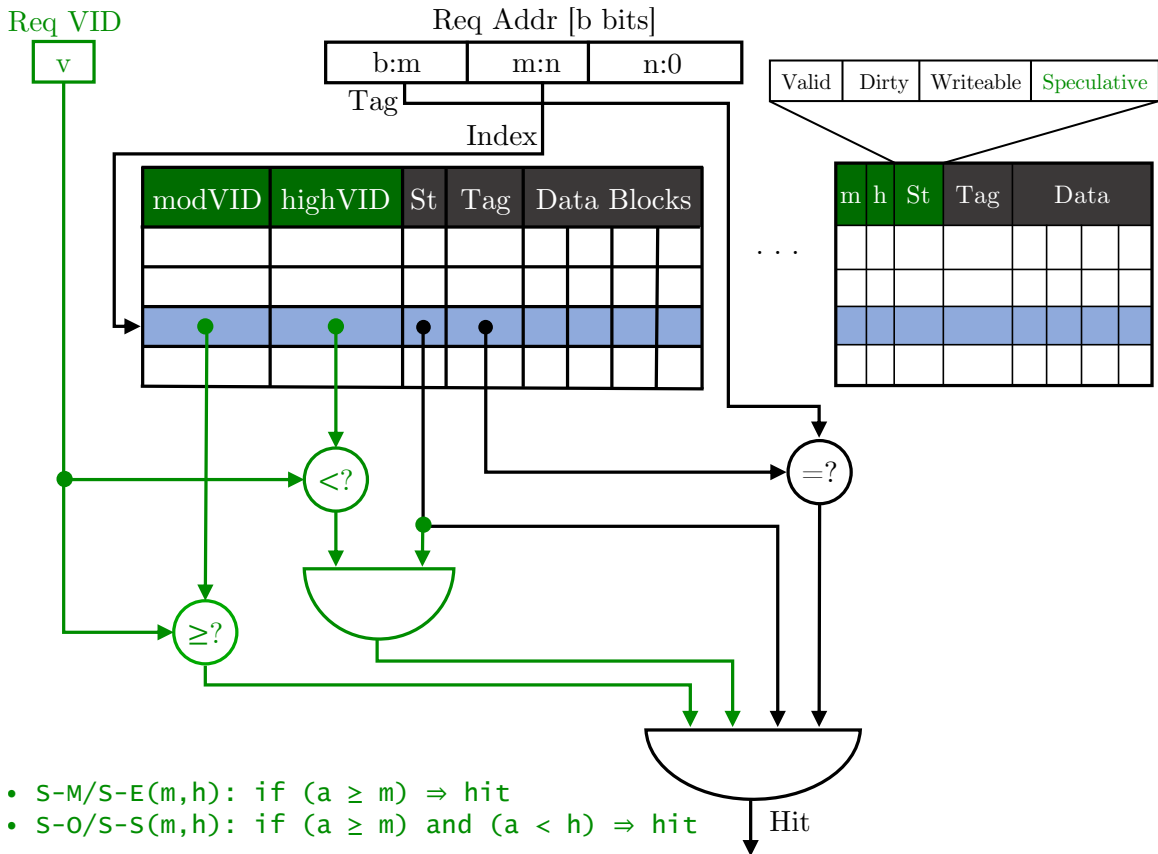 Req VID
v
Req Addr [b bits]
b:m m:n n:0
Tag
Index
Valid Dirty Writeable Speculative
modVID highVID St Tag Data Blocks
. . .
m h St Tag Data
<?
=?
≥?
• S-M/S-E(m,h): if (a ≥ m) ⇒ hit
• S-O/S-S(m,h): if (a ≥ m) and (a < h) ⇒ hit
Hit